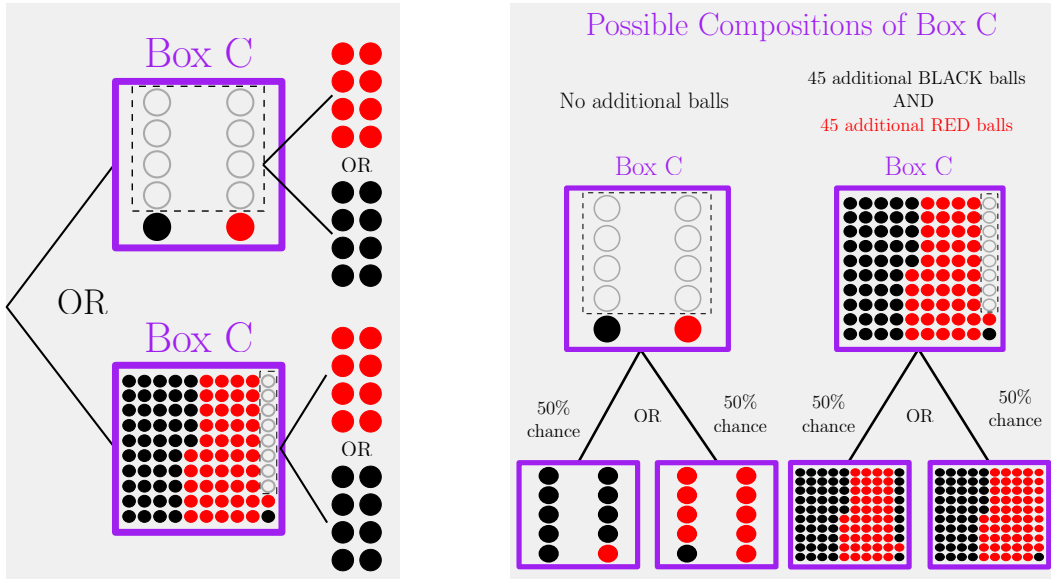 Box C
OR
OR
Box C
OR
Possible Compositions of Box C
No additional balls
45 additional BLACK balls
AND
45 additional RED balls
Box C
Box C
50%
chance
OR
50%
chance
50%
chance
OR
50%
chance